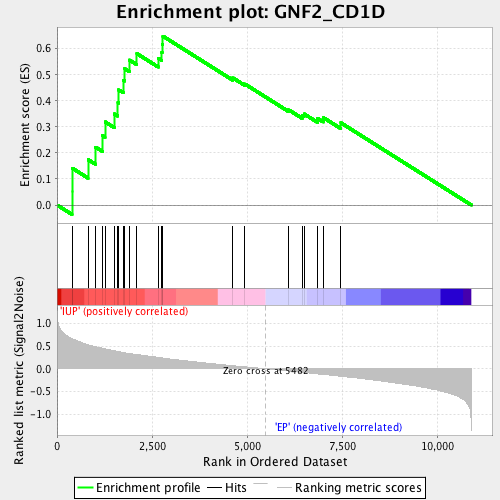 Enrichment plot: GNF2_CD1D
Enrichment score (ES)
0.6
0.5
0.4
0.3
0.2
0.1
0.0
Ranked list metric (Signal2Noise)
1.0
0.5
0.0
-0.5
-1.0
'IUP' (positively correlated)
Zero cross at 5482
'EP' (negatively correlated)
0
2,500
5,000
7,500
10,000
Rank in Ordered Dataset
Enrichment profile
Hits
Ranking metric scores